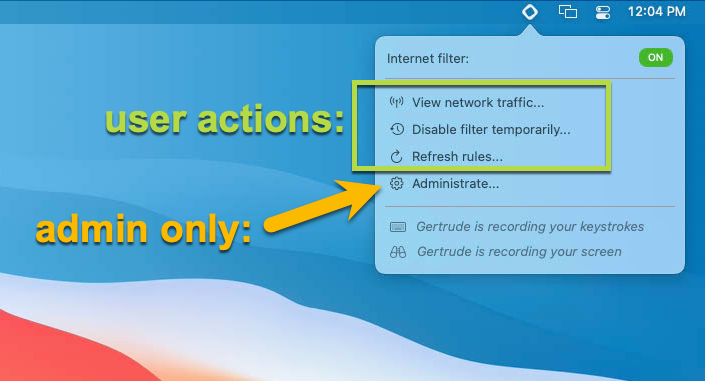 12:04 PM
Internet filter:
ON
user actions:
View network traffic...
Disable filter temporarily...
Refresh rules...
admin only:
Administrate...
Gertrude is recording your keystrokes
Gertrude is recording your screen